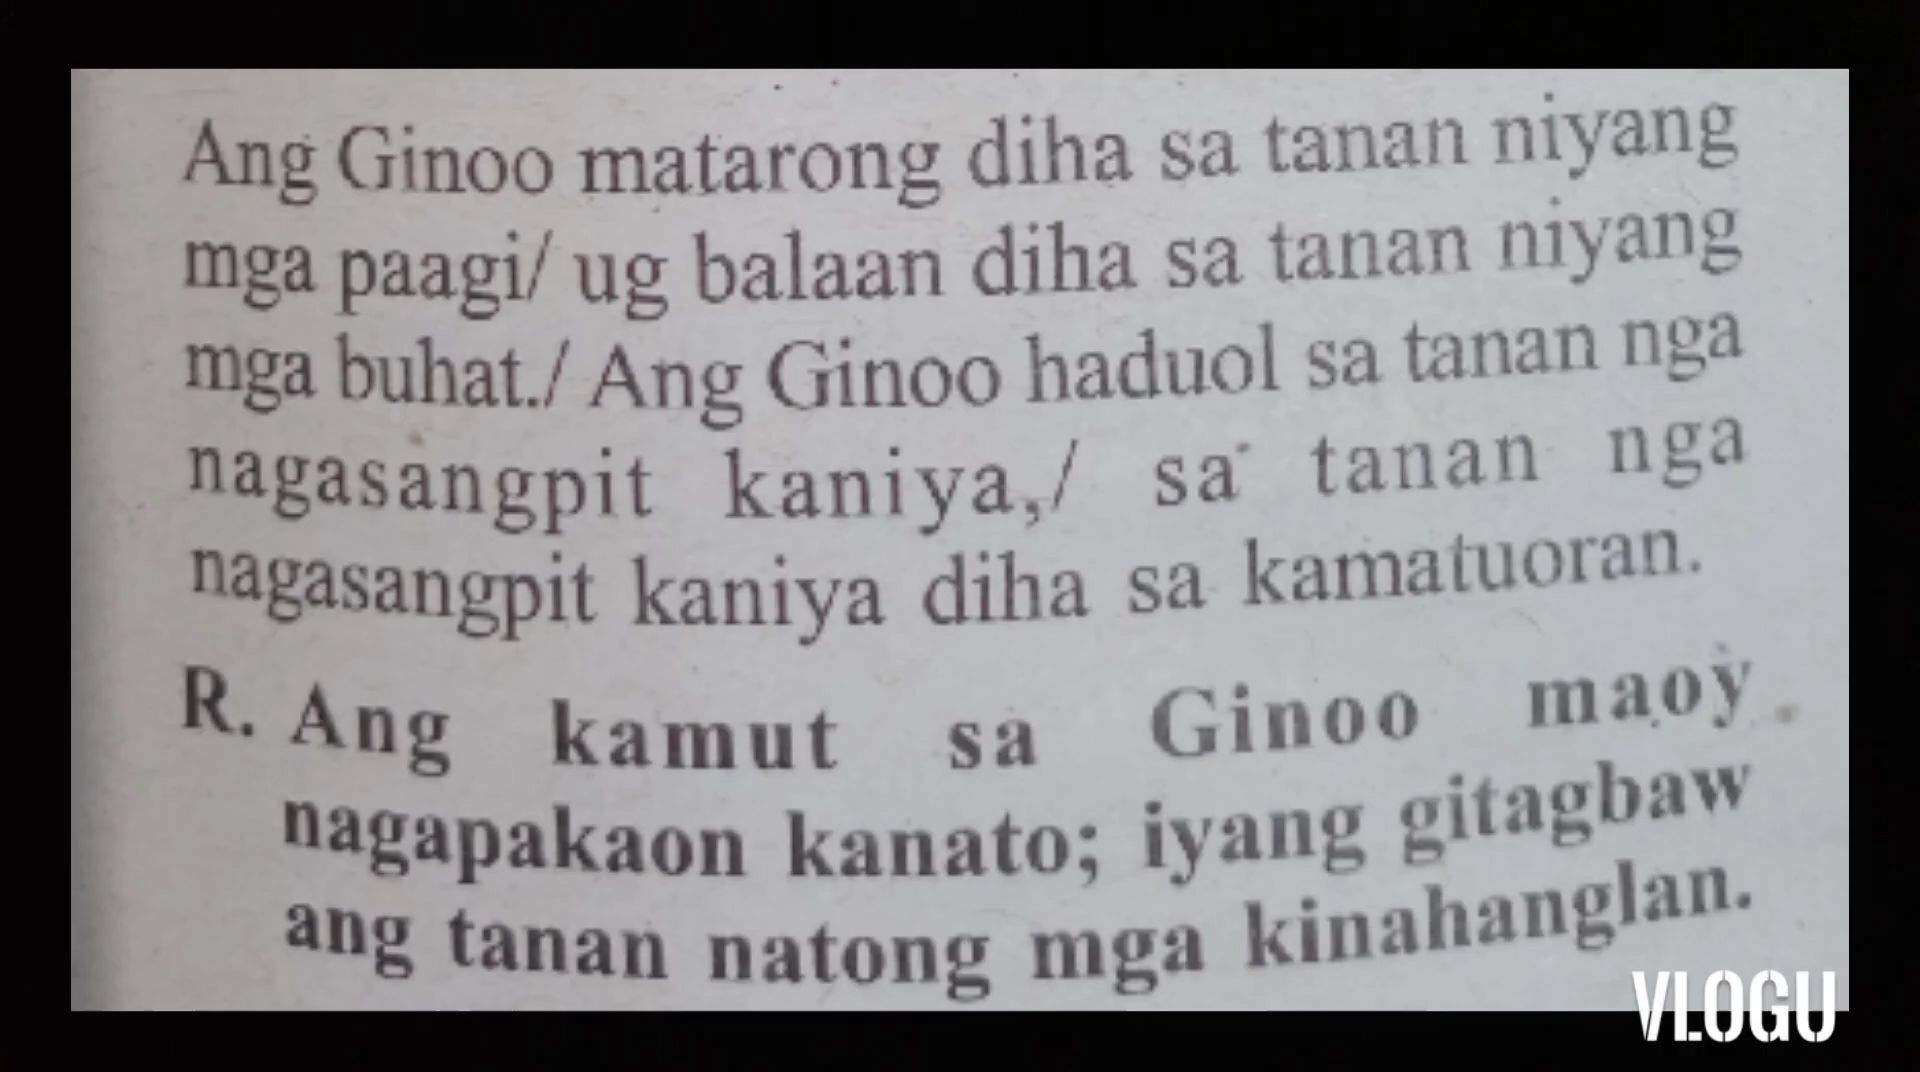 Ang Ginoo matarong diha sa tanan niyang
mga paagi/ ug balaan diha sa tanan niyang
mga buhat./ Ang Ginoo haduol sa tanan nga
nagasangpit kaniya,/ sa tanan nga
nagasangpit kaniya diha sa kamatuoran.
R. Ang kamut sa Ginoo maoy
nagapakaon kanato; iyang gitagbaw
ang tanan natong mga kinahanglan.
VLOGU